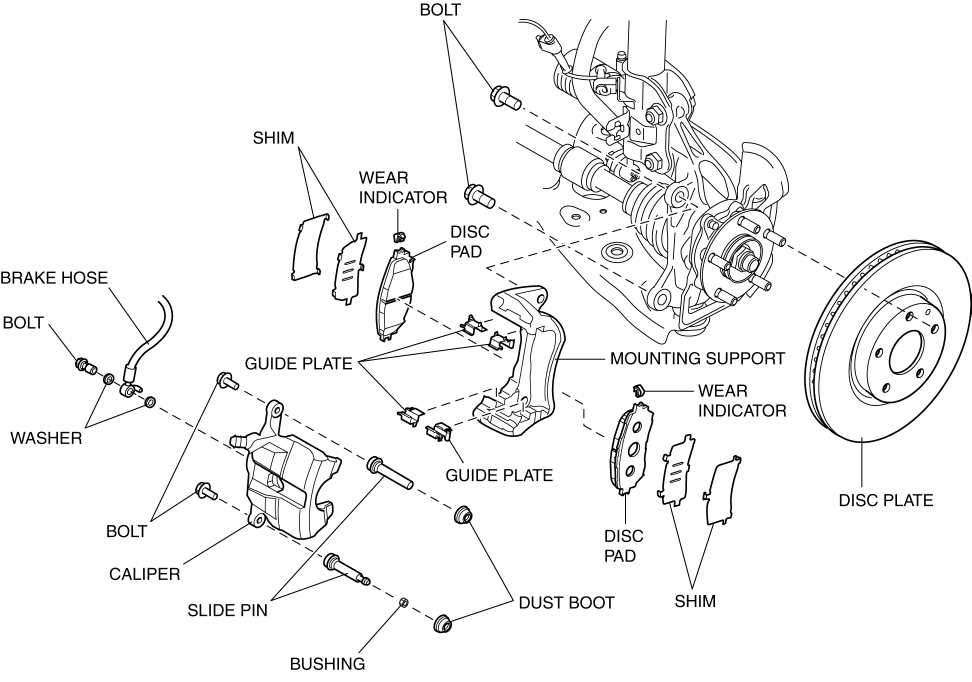 BOLT
SHIM
WEAR
INDICATOR
DISC
PAD
BRAKE HOSE
BOLT
GUIDE PLATE
MOUNTING SUPPORT
WEAR
INDICATOR
WASHER
GUIDE PLATE
DISC PLATE
BOLT
DISC
PAD
CALIPER
SLIDE PIN
DUST BOOT
SHIM
BUSHING